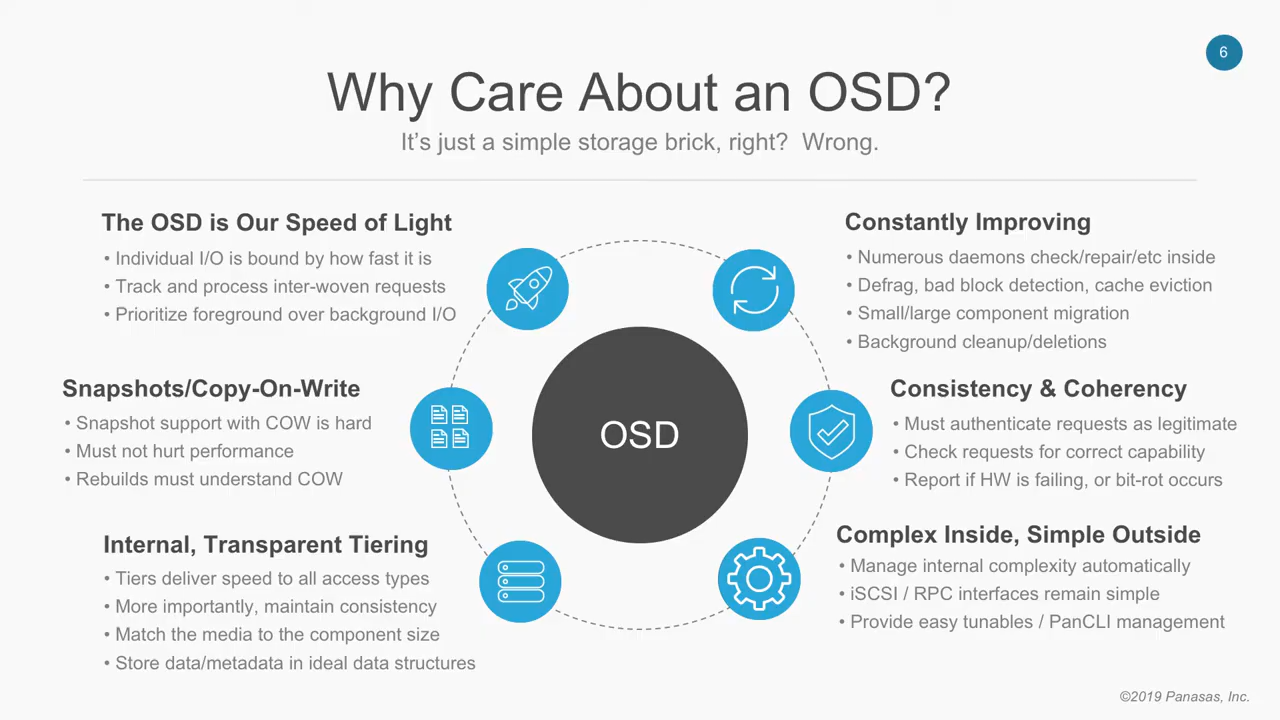 6
Why Care About an OSD?
It's just a simple storage brick, right?  Wrong.
The OSD is Our Speed of Light
• Individual I/O is bound by how fast it is
• Track and process inter-woven requests
• Prioritize foreground over background I/O
Snapshots/Copy-On-Write
• Snapshot support with COW is hard
• Must not hurt performance
• Rebuilds must understand COW
Internal, Transparent Tiering
• Tiers deliver speed to all access types
• More importantly, maintain consistency
• Match the media to the component size
• Store data/metadata in ideal data structures
OSD
Constantly Improving
• Numerous daemons check/repair/etc inside
• Defrag, bad block detection, cache eviction
• Small/large component migration
• Background cleanup/deletions
Consistency & Coherency
• Must authenticate requests as legitimate
• Check requests for correct capability
• Report if HW is failing, or bit-rot occurs
Complex Inside, Simple Outside
• Manage internal complexity automatically
• iSCSI / RPC interfaces remain simple
• Provide easy tunables / PanCLI management
©2019 Panasas, Inc.